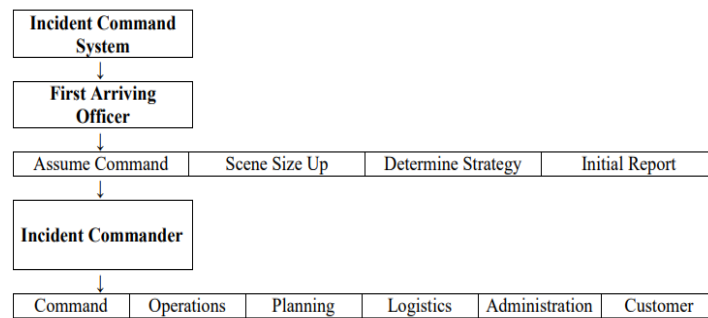 Incident Command
System
↓
First Arriving
Officer
↓
Assume Command Scene Size Up Determine Strategy Initial Report
↓
Incident Commander
↓
Command Operations Planning Logistics Administration Customer